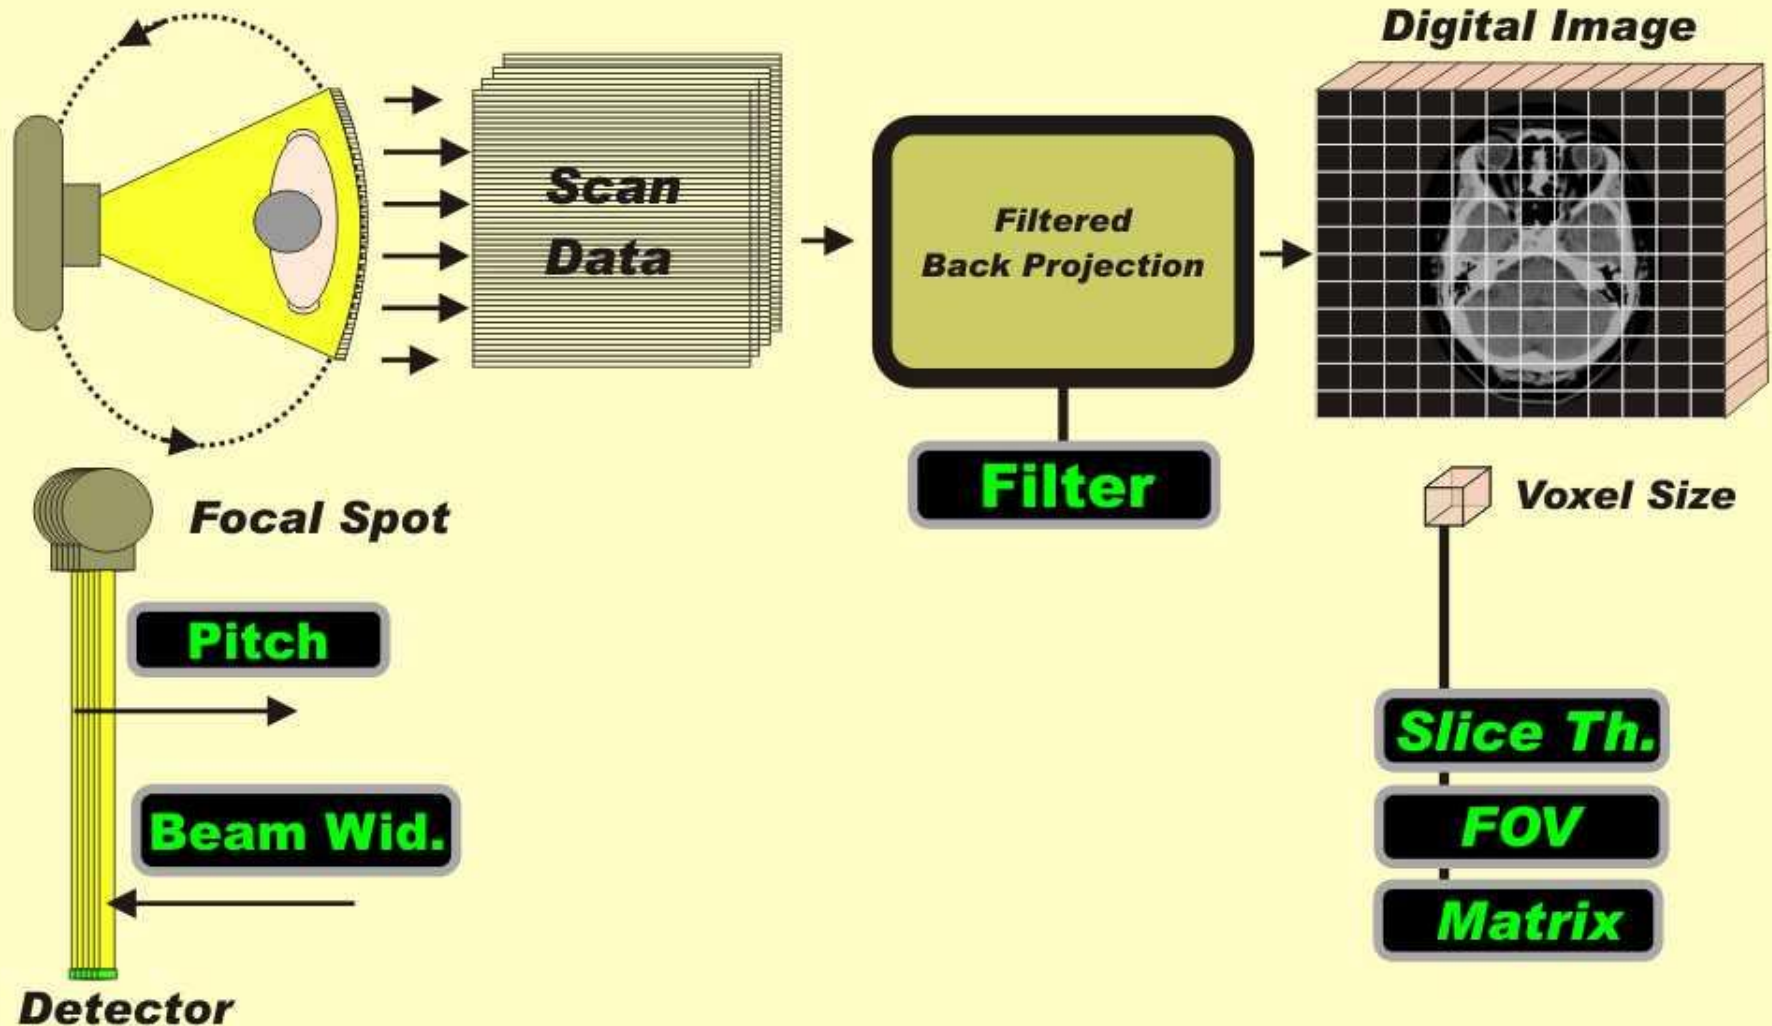 Digital Image
Scan
Data
Filtered
Back Projection
Filter
Focal Spot
Voxel Size
Pitch
Slice Th.
Beam Wid.
FOV
Matrix
Detector